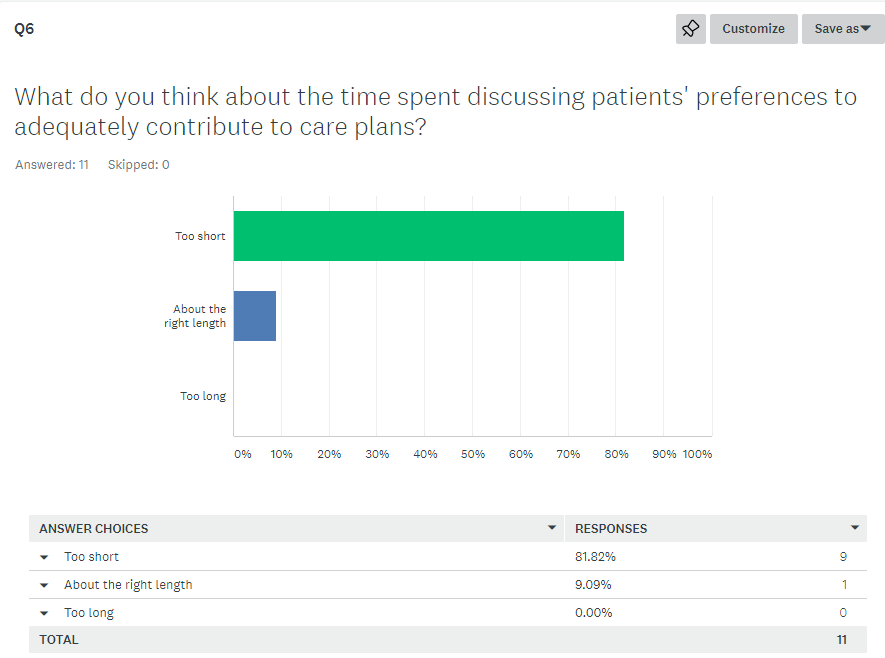 Q6
Customize
Save as
What do you think about the time spent discussing patients' preferences to
adequately contribute to care plans?
Answered: 11 Skipped: 0
Too short
About the
right length
Too long
0% 10% 20% 30% 40% 50% 60% 70% 80% 90% 100%
ANSWER CHOICES RESPONSES
Too short 81.82% 9
About the right length 9.09% 1
Too long 0.00% 0
TOTAL 11